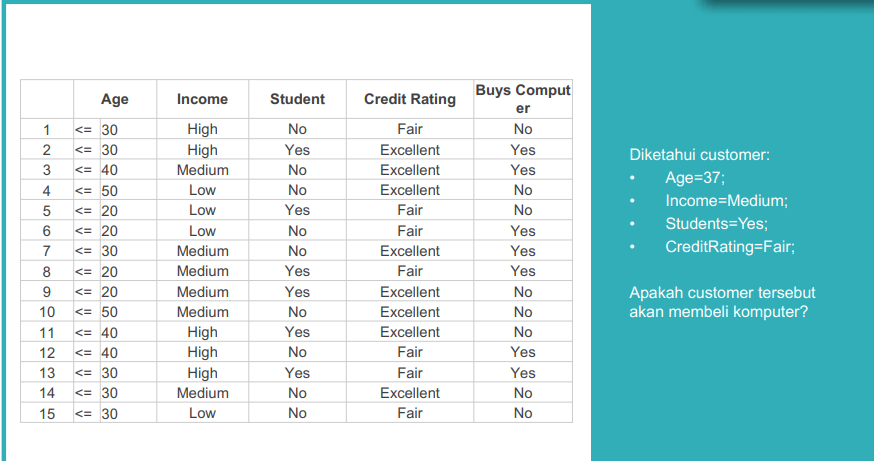 Age Income Student Credit Rating Buys Comput
er
1 <= 30 High No Fair No
2 <= 30 High Yes Excellent Yes
3 <= 40 Medium No Excellent Yes
4 <= 50 Low No Excellent No
5 <= 20 Low Yes Fair No
6 <= 20 Low No Fair Yes
7 <= 30 Medium No Excellent Yes
8 <= 20 Medium Yes Fair Yes
9 <= 20 Medium Yes Excellent No
10 <= 50 Medium No Excellent No
11 <= 40 High Yes Excellent No
12 <= 40 High No Fair Yes
13 <= 30 High Yes Fair Yes
14 <= 30 Medium No Excellent No
15 <= 30 Low No Fair No
Diketahui customer:
• Age=37;
• Income=Medium;
• Students=Yes;
• CreditRating=Fair;
Apakah customer tersebut
akan membeli komputer?